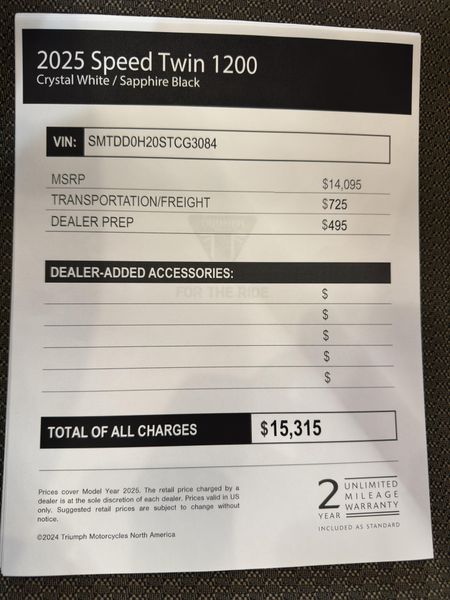 2025 Speed Twin 1200
Crystal White / Sapphire Black
VIN: SMTDD0H20STCG3084
MSRP $14,095
TRANSPORTATION/FREIGHT $725
DEALER PREP $495
TRIUMPH
DEALER-ADDED ACCESSORIES:
FOR THE RIDE
$
$
$
$
$
TOTAL OF ALL CHARGES $15,315
Prices cover Model Year 2025. The retail price charged by a
dealer is at the sole discretion of each dealer. Prices valid in US
only. Suggested retail prices are subject to change without
notice.
©2024 Triumph Motorcycles North America
2 YEAR
UNLIMITED
MILEAGE
WARRANTY
INCLUDED AS STANDARD